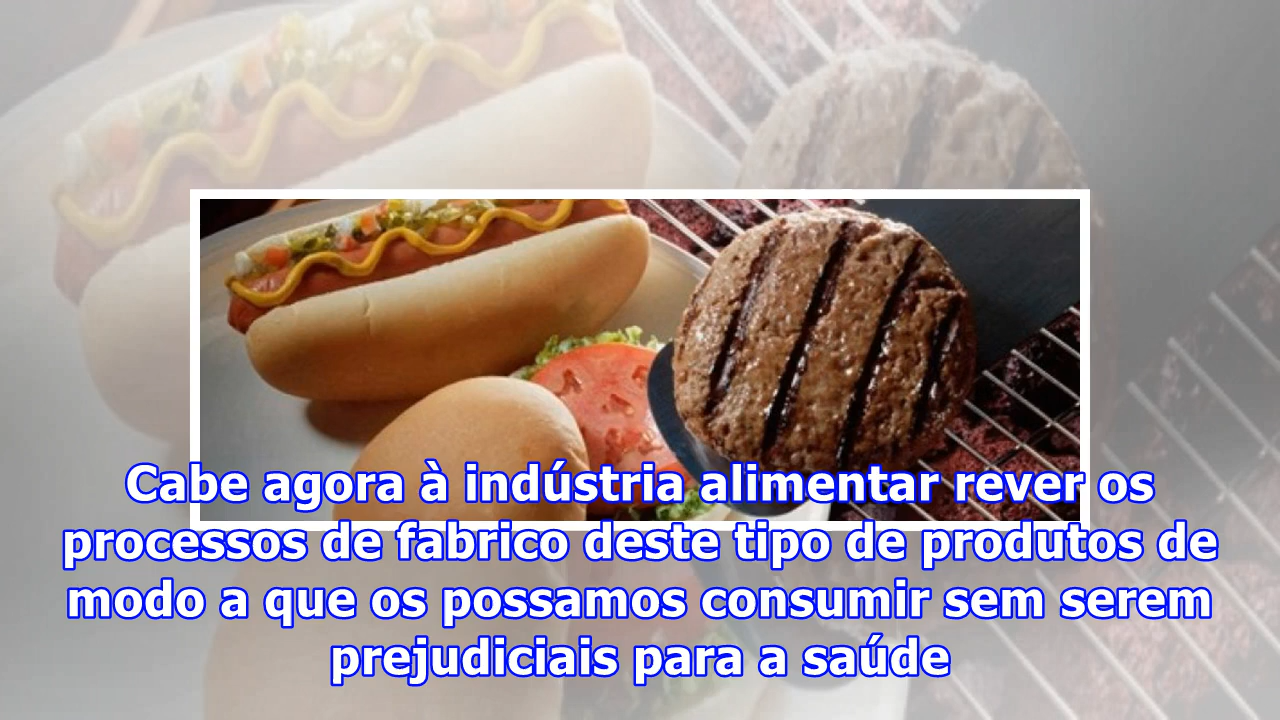 Cabe agora à indústria alimentar rever os
processos de fabrico deste tipo de produtos de
modo a que os possamos consumir sem serem
prejudiciais para a saúde